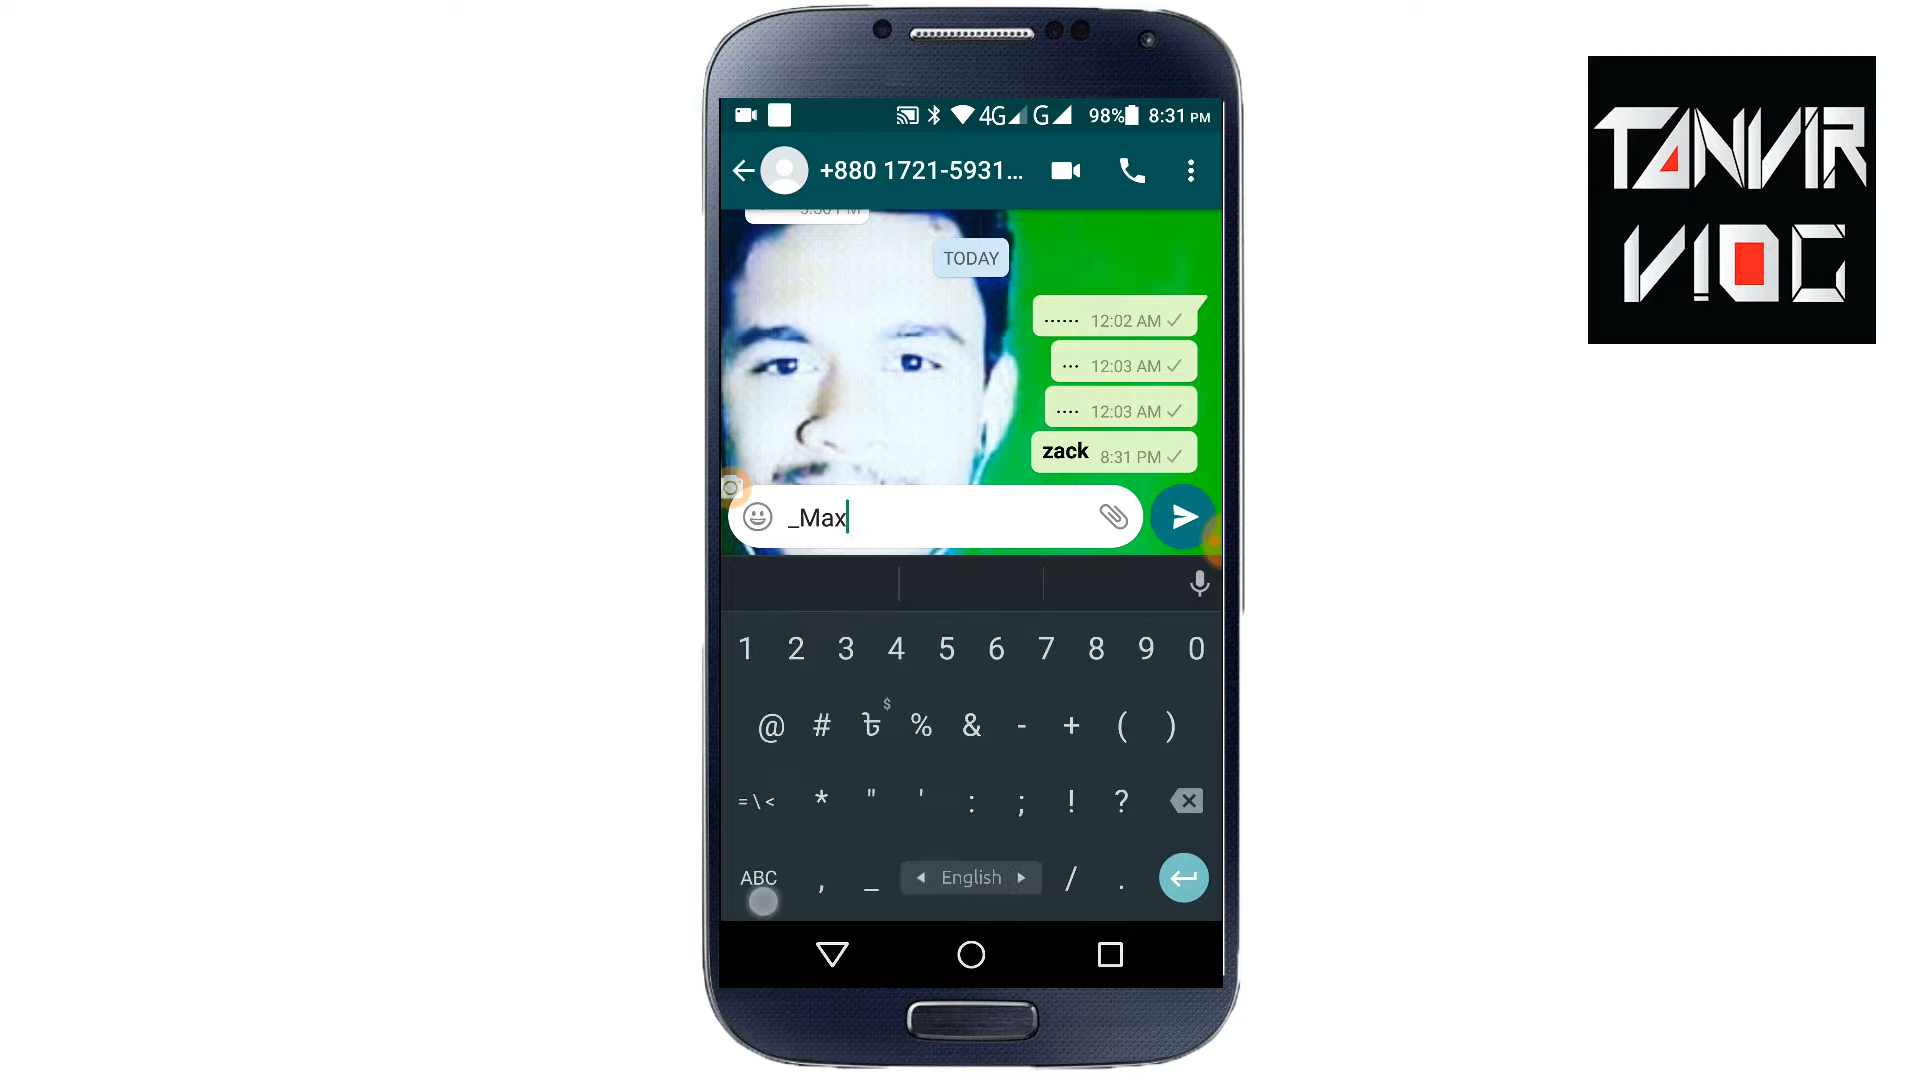 4G G 98% 8:31 PM
+880 1721-5931...
TODAY
...... 12:02 AM
... 12:03 AM
.... 12:03 AM
zack 8:31 PM
_Max
1 2 3 4 5 6 7 8 9 0
$
@ # ৳ % & - + ( )
=\< * " ' : ; ! ?
ABC , _ English / .
TANVIR
VlOG